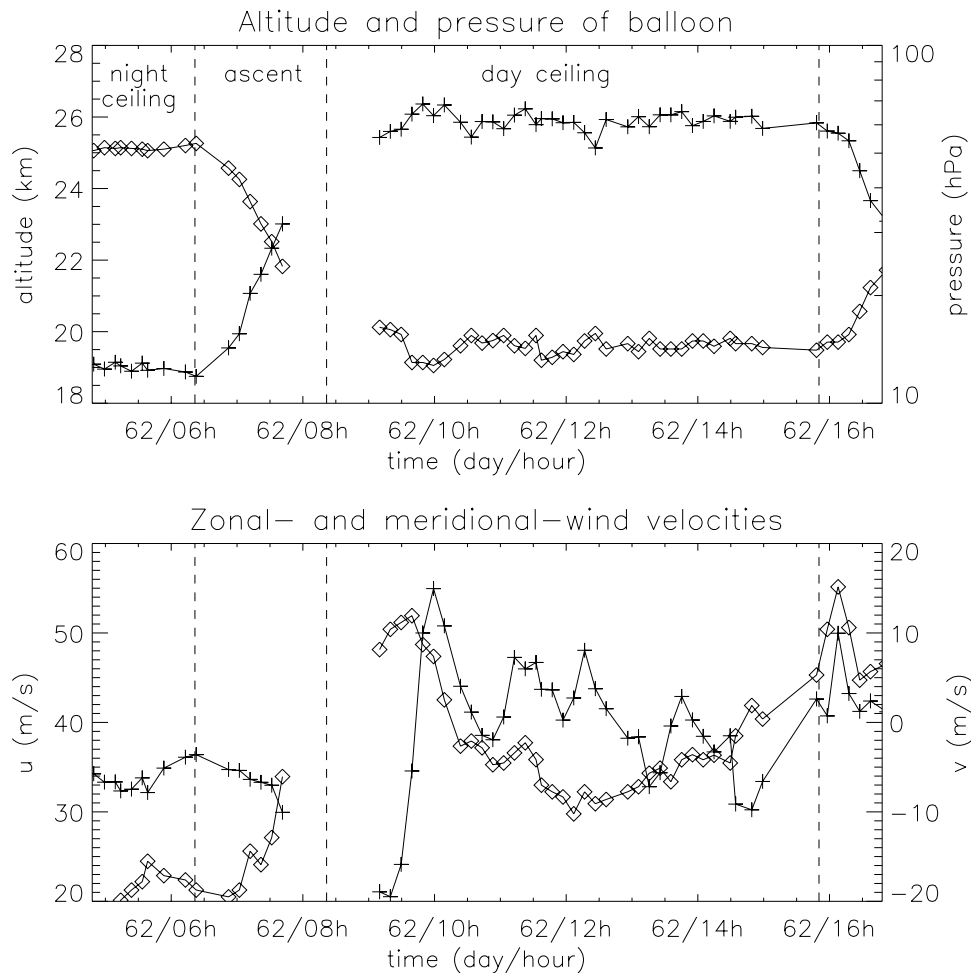 Altitude and pressure of balloon
28
26
24
22
20
18
altitude (km)
night
ceiling
ascent
day ceiling
100
10
pressure (hPa)
62/06h
62/08h
62/10h
62/12h
62/14h
62/16h
time (day/hour)
Zonal- and meridional-wind velocities
60
50
40
30
20
u (m/s)
20
10
0
-10
-20
v (m/s)
62/06h
62/08h
62/10h
62/12h
62/14h
62/16h
time (day/hour)